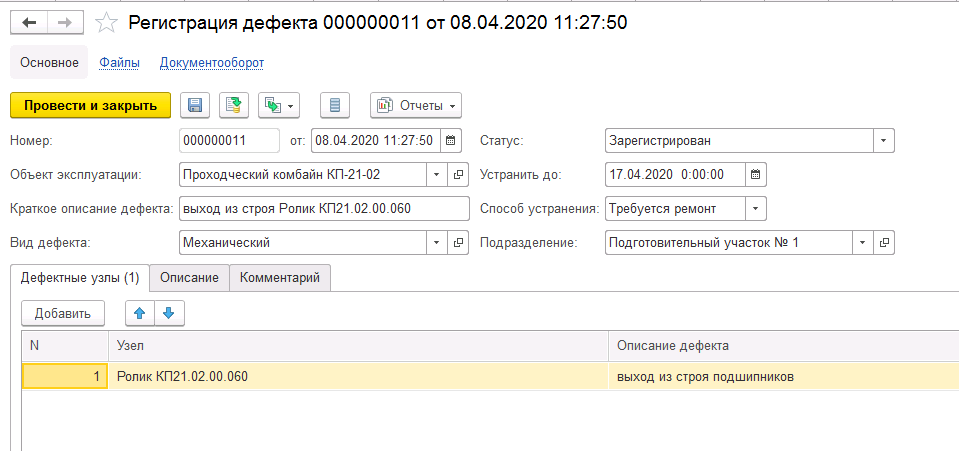 Регистрация дефекта 000000011 от 08.04.2020 11:27:50
Основное Файлы Документооборот
Провести и закрыть Отчеты
Номер: 000000011 от: 08.04.2020 11:27:50 Статус: Зарегистрирован
Объект эксплуатации: Проходческий комбайн КП-21-02 Устранить до: 17.04.2020 0:00:00
Краткое описание дефекта: выход из строя Ролик КП21.02.00.060 Способ устранения: Требуется ремонт
Вид дефекта: Механический Подразделение: Подготовительный участок № 1
Дефектные узлы (1) Описание Комментарий
Добавить
N Узел Описание дефекта
1 Ролик КП21.02.00.060 выход из строя подшипников